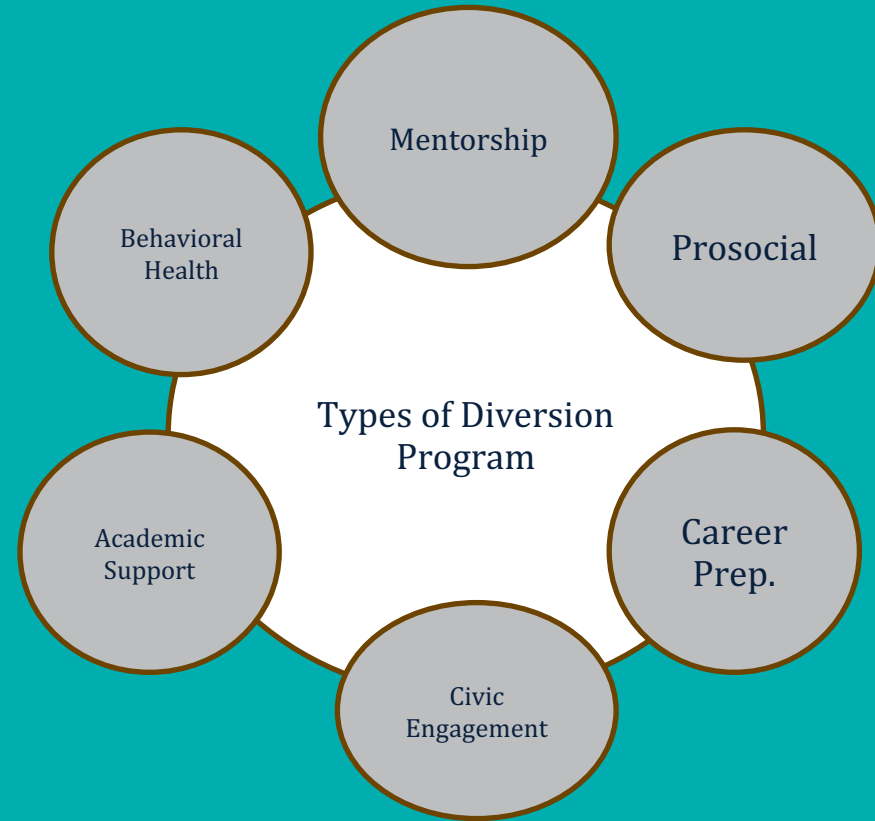 Mentorship
Behavioral
Health
Prosocial
Types of Diversion
Program
Academic
Support
Career
Prep.
Civic
Engagement